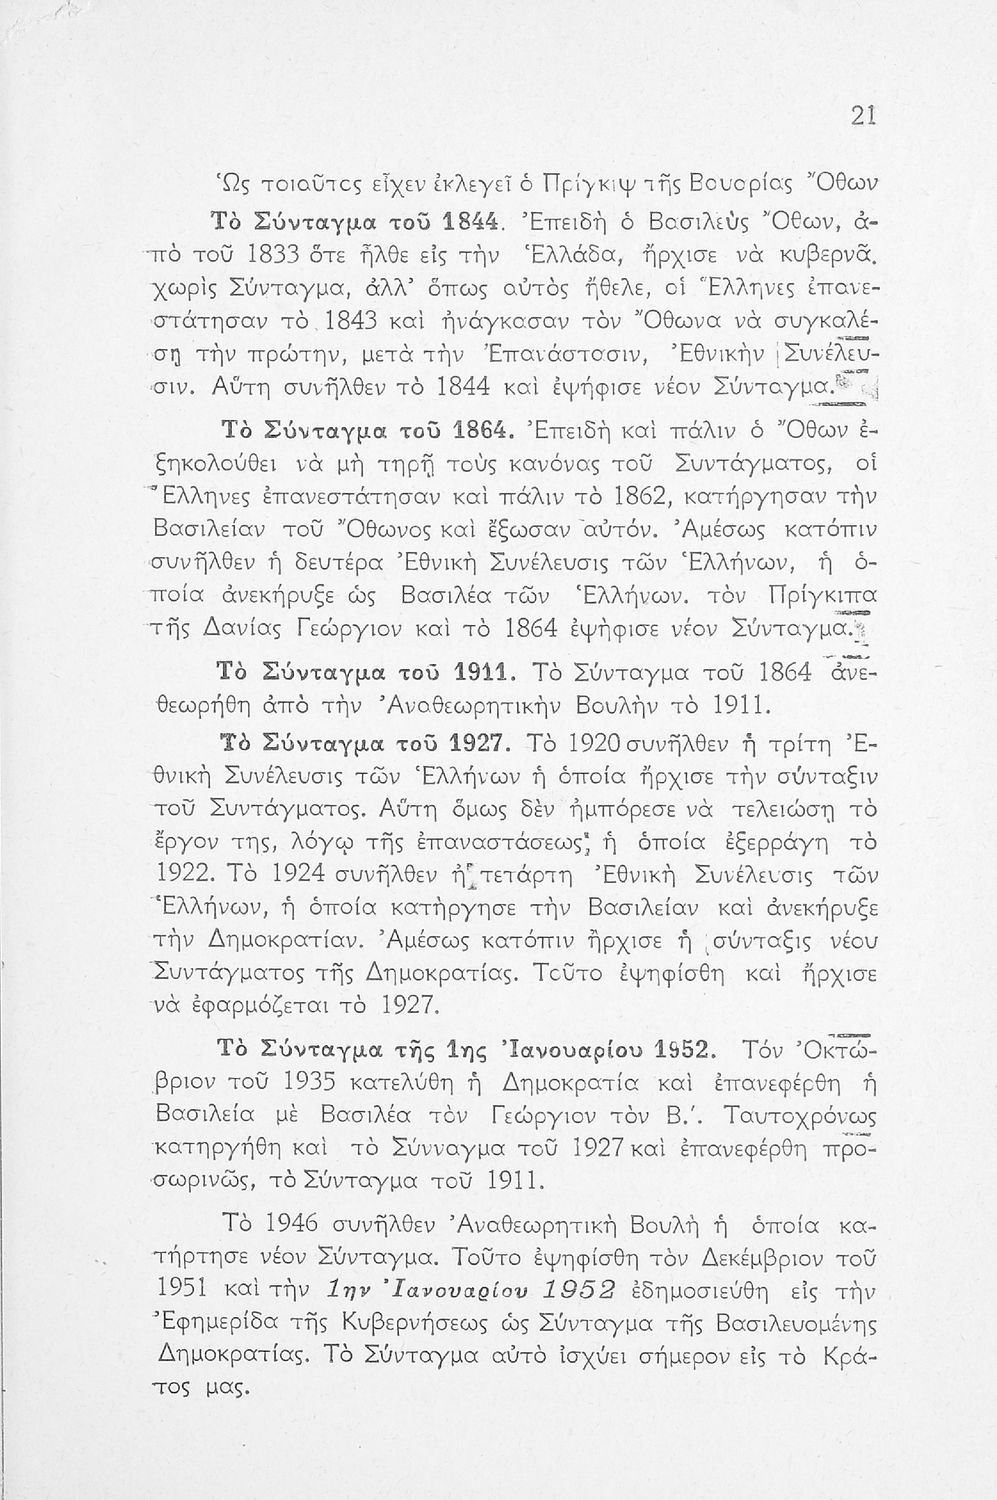 21
Ὡς τοιαῦτος εἶχεν ἐκλεγεῖ ὁ Πρίγκιψ τῆς Βουορίας Ὄθων
Τὸ Σύνταγμα τοῦ 1844. Ἐπειδὴ ὁ Βασιλεὺς Ὄθων, ἀ-
πὸ τοῦ 1833 ὅτε ἦλθε εἰς τὴν Ἑλλάδα, ἤρχισε νὰ κυβερνᾶ.
χωρὶς Σύνταγμα, ἀλλ' ὅπως αὐτὸς ἤθελε, οἱ Ἕλληνες ἐπανε-
στάτησαν τὸ 1843 καὶ ἠνάγκασαν τὸν Ὄθωνα νὰ συγκαλέ-
σῃ τὴν πρώτην, μετὰ τὴν Ἐπανάστασιν, Ἐθνικὴν Συνέλευ-
σιν. Αὕτη συνῆλθεν τὸ 1844 καὶ ἐψήφισε νέον Σύνταγμα.
Τὸ Σύνταγμα τοῦ 1864. Ἐπειδὴ καὶ πάλιν ὁ Ὄθων ἐ-
ξηκολούθει νὰ μὴ τηρῇ τοὺς κανόνας τοῦ Συντάγματος, οἱ
Ἕλληνες ἐπανεστάτησαν καὶ πάλιν τὸ 1862, κατήργησαν τὴν
Βασιλείαν τοῦ Ὄθωνος καὶ ἔξωσαν αὐτόν. Ἀμέσως κατόπιν
συνῆλθεν ἡ δευτέρα Ἐθνικὴ Συνέλευσις τῶν Ἑλλήνων, ἡ ὁ-
ποία ἀνεκήρυξε ὡς Βασιλέα τῶν Ἑλλήνων. τὸν Πρίγκιπα
τῆς Δανίας Γεώργιον καὶ τὸ 1864 ἐψήφισε νέον Σύνταγμα.
Τὸ Σύνταγμα τοῦ 1911. Τὸ Σύνταγμα τοῦ 1864 ἀνε-
θεωρήθη ἀπὸ τὴν Ἀναθεωρητικὴν Βουλὴν τὸ 1911.
Τὸ Σύνταγμα τοῦ 1927. Τὸ 1920 συνῆλθεν ἡ τρίτη Ἐ-
θνικὴ Συνέλευσις τῶν Ἑλλήνων ἡ ὁποία ἤρχισε τὴν σύνταξιν
τοῦ Συντάγματος. Αὕτη ὅμως δὲν ἠμπόρεσε νὰ τελειώσῃ τὸ
ἔργον της, λόγῳ τῆς ἐπαναστάσεως, ἡ ὁποία ἐξερράγη τὸ
1922. Τὸ 1924 συνῆλθεν ἡ τετάρτη Ἐθνικὴ Συνέλευσις τῶν
Ἑλλήνων, ἡ ὁποία κατήργησε τὴν Βασιλείαν καὶ ἀνεκήρυξε
τὴν Δημοκρατίαν. Ἀμέσως κατόπιν ἤρχισε ἡ σύνταξις νέου
Συντάγματος τῆς Δημοκρατίας. Τοῦτο ἐψηφίσθη καὶ ἤρχισε
νὰ ἐφαρμόζεται τὸ 1927.
Τὸ Σύνταγμα τῆς 1ης Ἰανουαρίου 1952. Τόν Ὀκτώ-
βριον τοῦ 1935 κατελύθη ἡ Δημοκρατία καὶ ἐπανεφέρθη ἡ
Βασιλεία μὲ Βασιλέα τὸν Γεώργιον τὸν Β.'. Ταυτοχρόνως
κατηργήθη καὶ τὸ Σύνναγμα τοῦ 1927 καὶ ἐπανεφέρθη προ-
σωρινῶς, τὸ Σύνταγμα τοῦ 1911.
Τὸ 1946 συνῆλθεν Ἀναθεωρητικὴ Βουλὴ ἡ ὁποία κα-
τήρτησε νέον Σύνταγμα. Τοῦτο ἐψηφίσθη τὸν Δεκέμβριον τοῦ
1951 καὶ τὴν 1ην Ἰανουαρίου 1952 ἐδημοσιεύθη εἰς τὴν
Ἐφημερίδα τῆς Κυβερνήσεως ὡς Σύνταγμα τῆς Βασιλευομένης
Δημοκρατίας. Τὸ Σύνταγμα αὐτὸ ἰσχύει σήμερον εἰς τὸ Κρά-
τος μας.